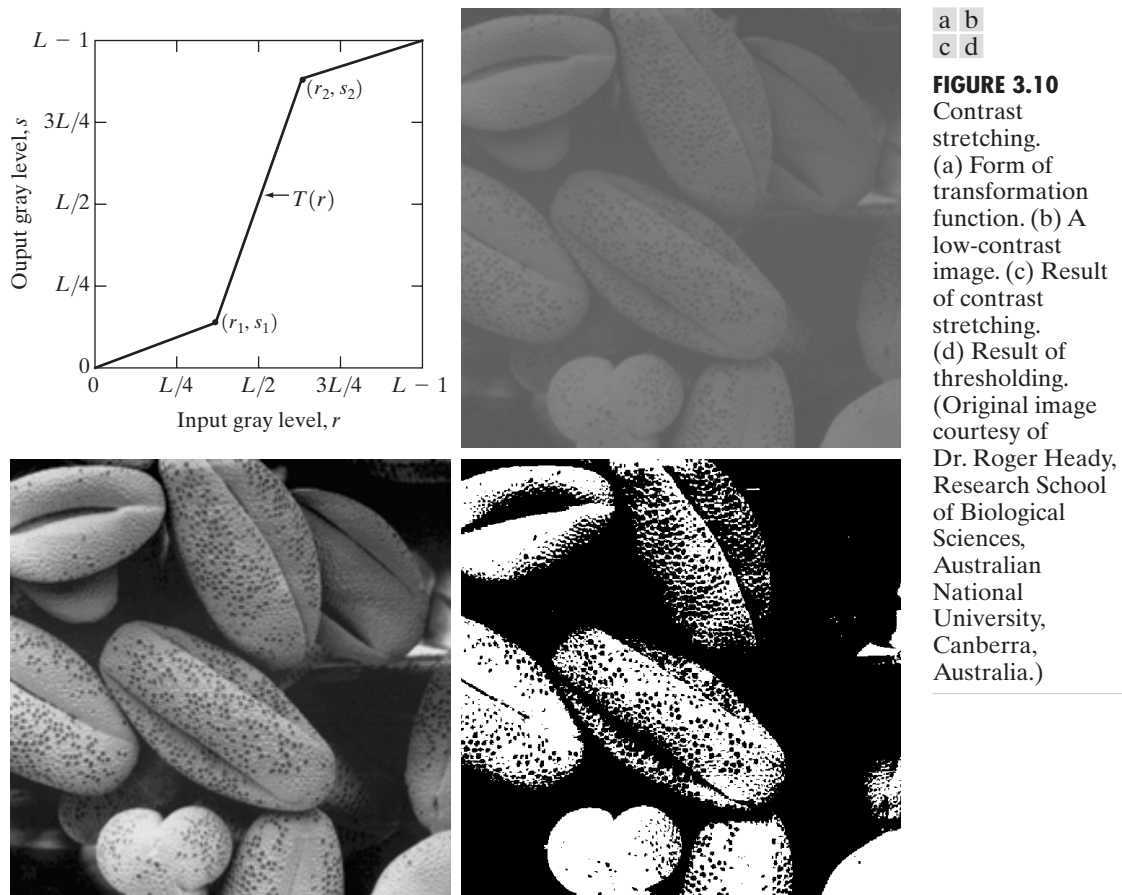 L − 1
3L/4
L/2
L/4
0
Ouput gray level, s
(r₂, s₂)
T(r)
(r₁, s₁)
0 L/4 L/2 3L/4 L − 1
Input gray level, r
a b
c d
FIGURE 3.10
Contrast
stretching.
(a) Form of
transformation
function. (b) A
low-contrast
image. (c) Result
of contrast
stretching.
(d) Result of
thresholding.
(Original image
courtesy of
Dr. Roger Heady,
Research School
of Biological
Sciences,
Australian
National
University,
Canberra,
Australia.)